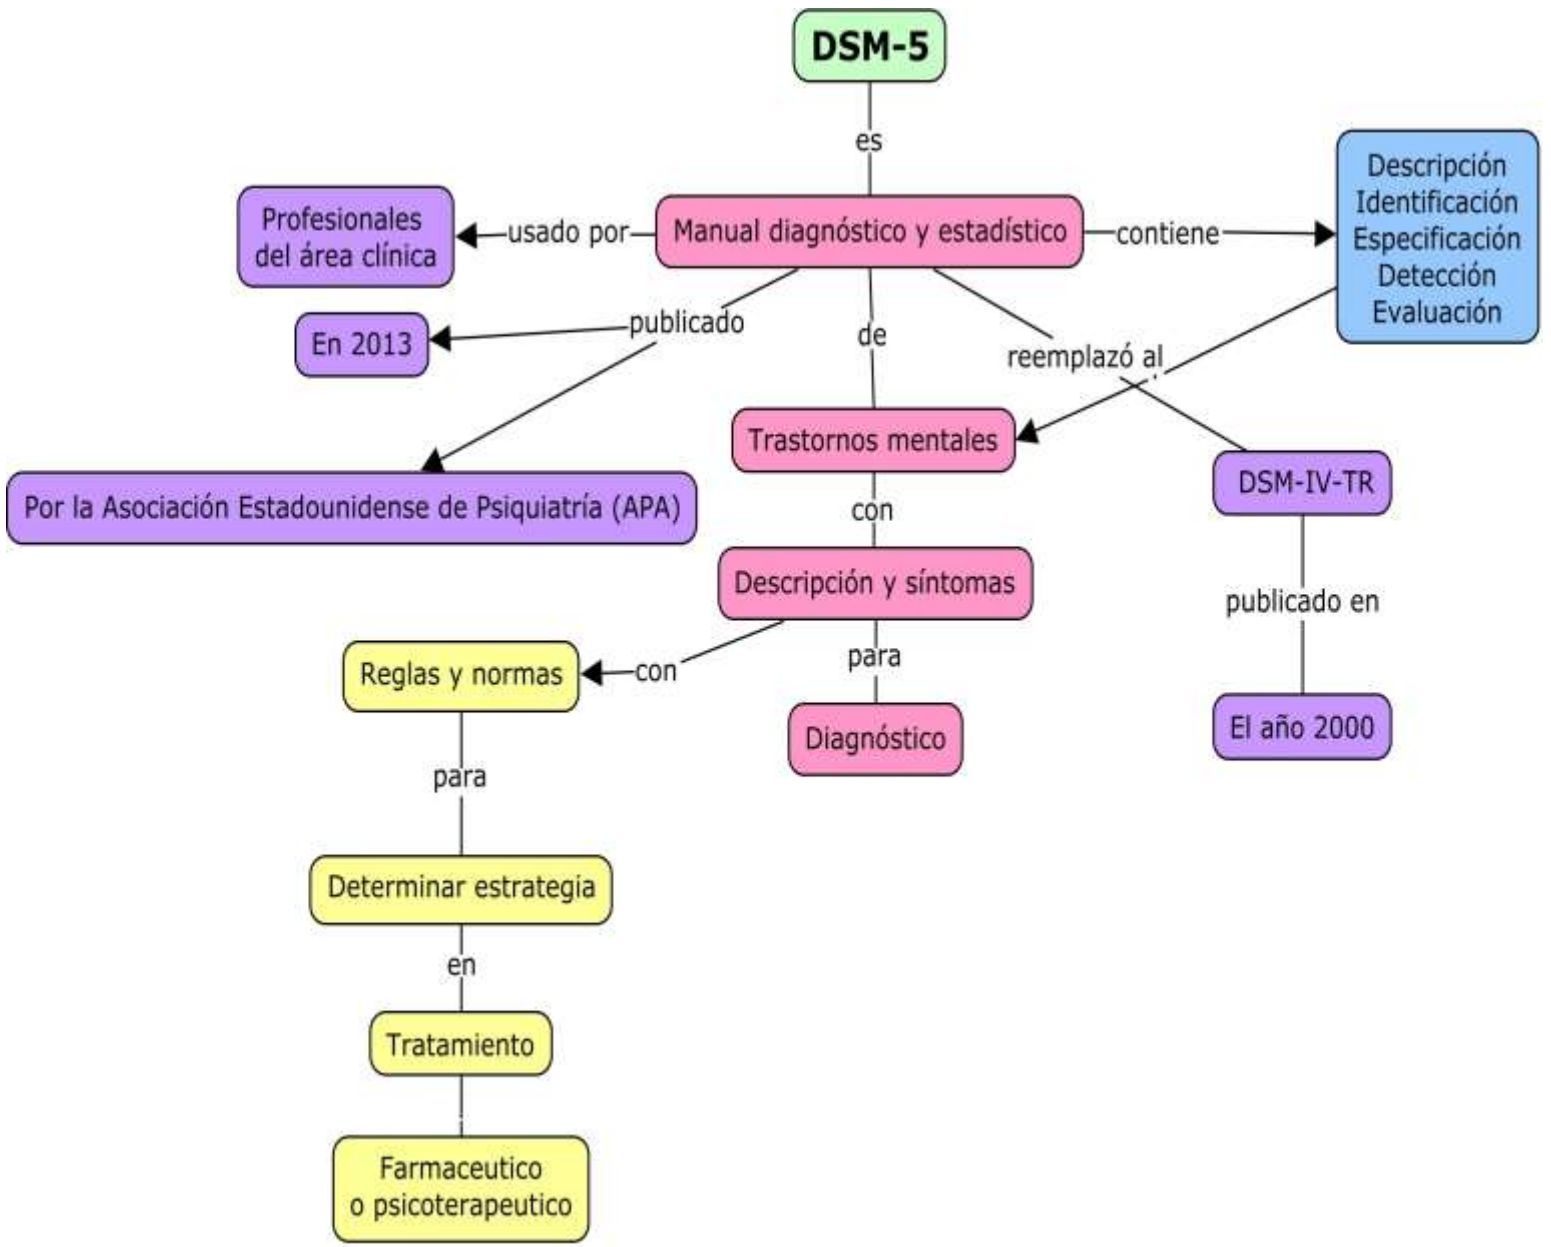 DSM-5
es
Profesionales
del área clínica
usado por
Manual diagnóstico y estadístico
contiene
Descripción
Identificación
Especificación
Detección
Evaluación
En 2013
publicado
de
reemplazó al
Trastornos mentales
Por la Asociación Estadounidense de Psiquiatría (APA)
DSM-IV-TR
con
Descripción y síntomas
publicado en
Reglas y normas
con
para
Diagnóstico
El año 2000
para
Determinar estrategia
en
Tratamiento
Farmaceutico
o psicoterapeutico